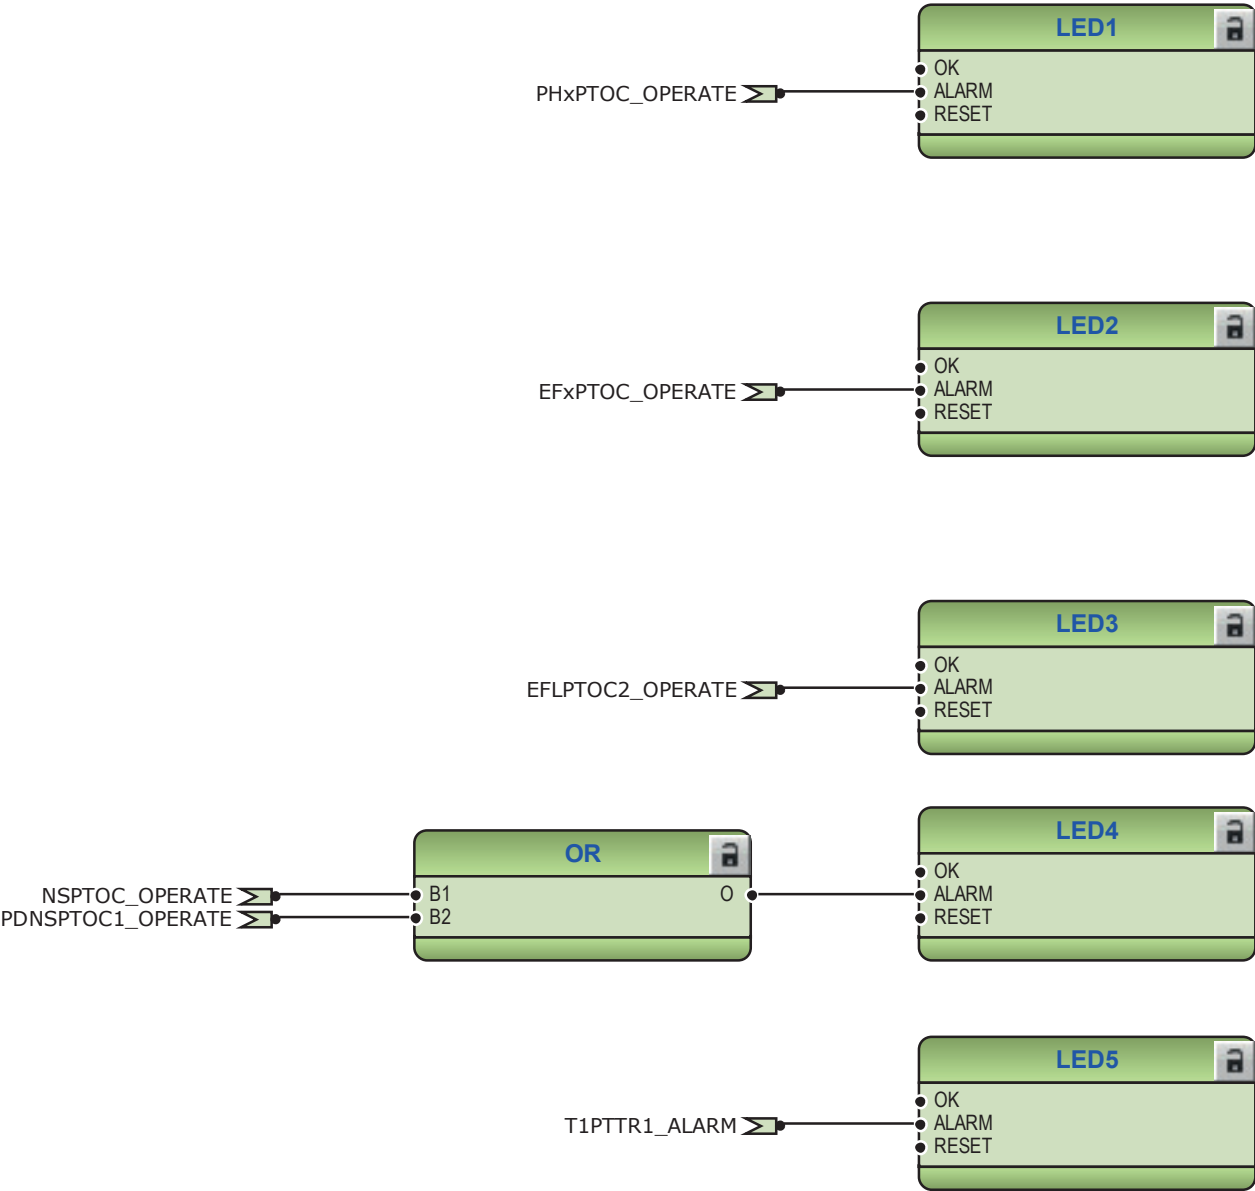 LED1
OK
PHxPTOC_OPERATE ALARM
RESET
LED2
OK
EFxPTOC_OPERATE ALARM
RESET
LED3
OK
EFLPTOC2_OPERATE ALARM
RESET
OR
NSPTOC_OPERATE B1 O
PDNSPTOC1_OPERATE B2
LED4
OK
ALARM
RESET
LED5
OK
T1PTTR1_ALARM ALARM
RESET